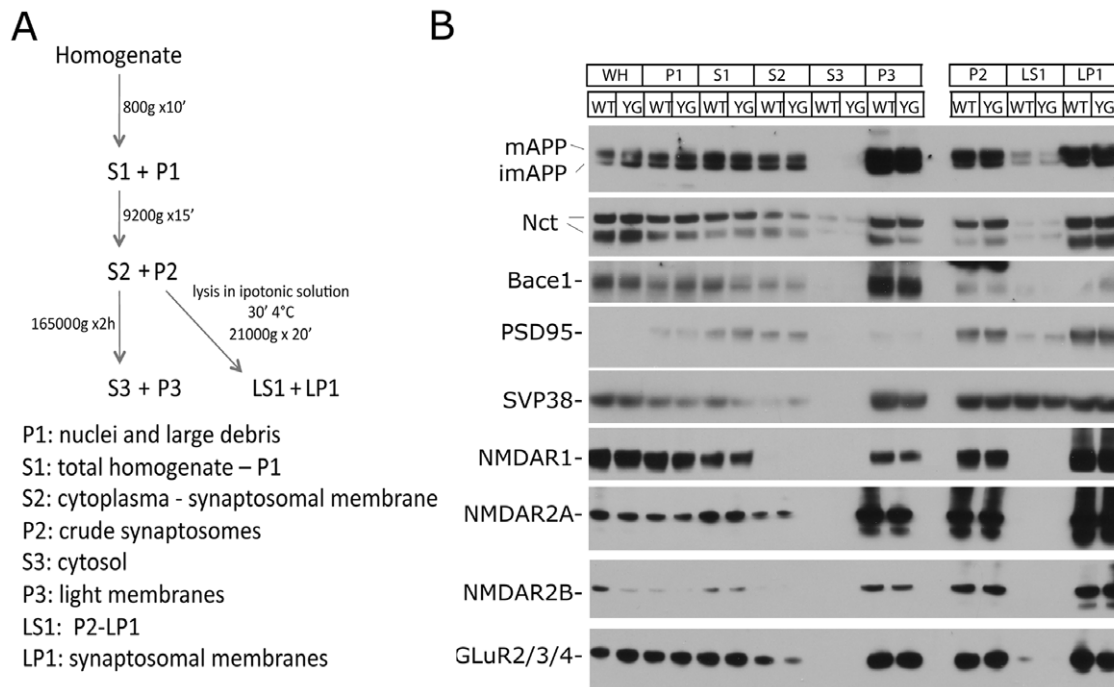 A
Homogenate
800g x10'
S1 + P1
9200g x15'
S2 + P2
lysis in ipotonic solution
30' 4°C
21000g x 20'
165000g x2h
S3 + P3
LS1 + LP1
P1: nuclei and large debris
S1: total homogenate – P1
S2: cytoplasma - synaptosomal membrane
P2: crude synaptosomes
S3: cytosol
P3: light membranes
LS1: P2-LP1
LP1: synaptosomal membranes
B
WH P1 S1 S2 S3 P3 P2 LS1 LP1
WT YG WT YG WT YG WT YG WT YG WT YG WT YG WT YG WT YG
mAPP
imAPP
Nct
Bace1-
PSD95-
SVP38-
NMDAR1-
NMDAR2A-
NMDAR2B-
GLuR2/3/4-